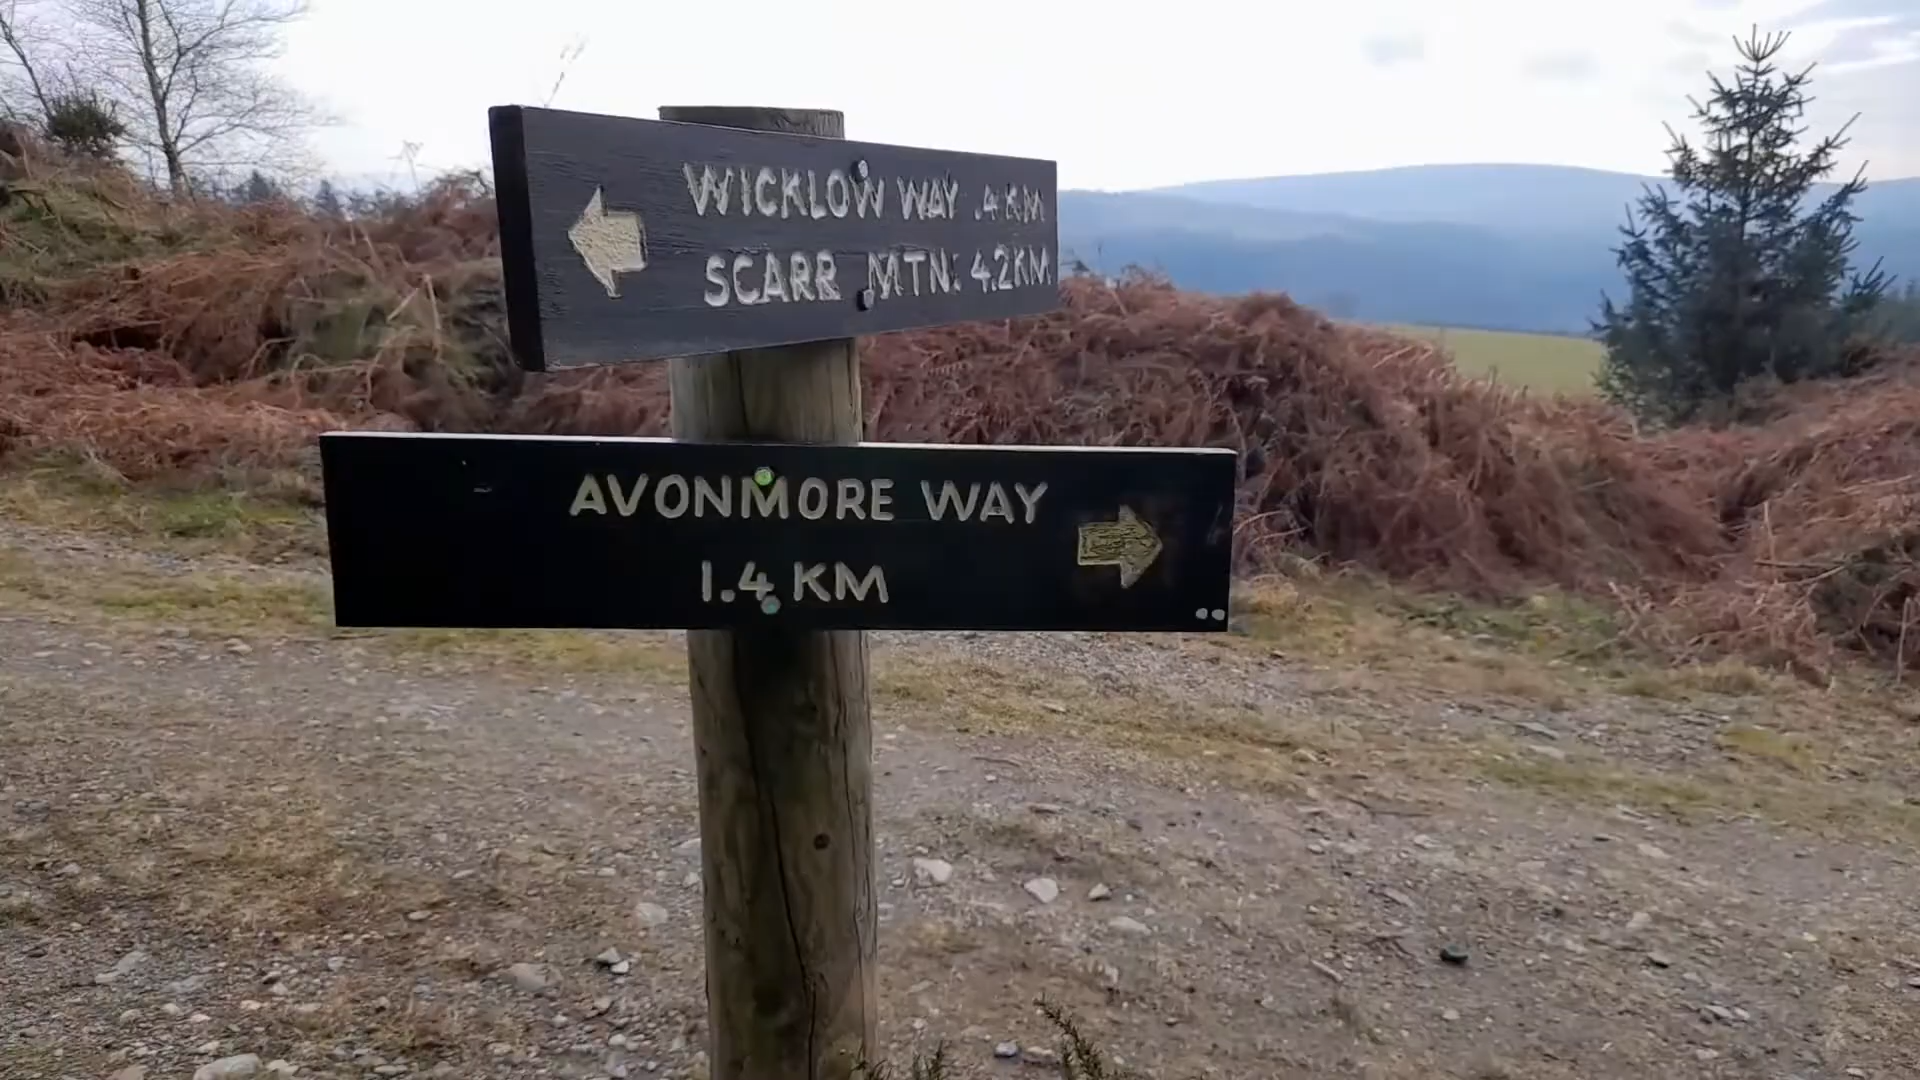 WICKLOW WAY .4 KM
SCARR MTN. 4.2KM
AVONMORE WAY
1.4 KM